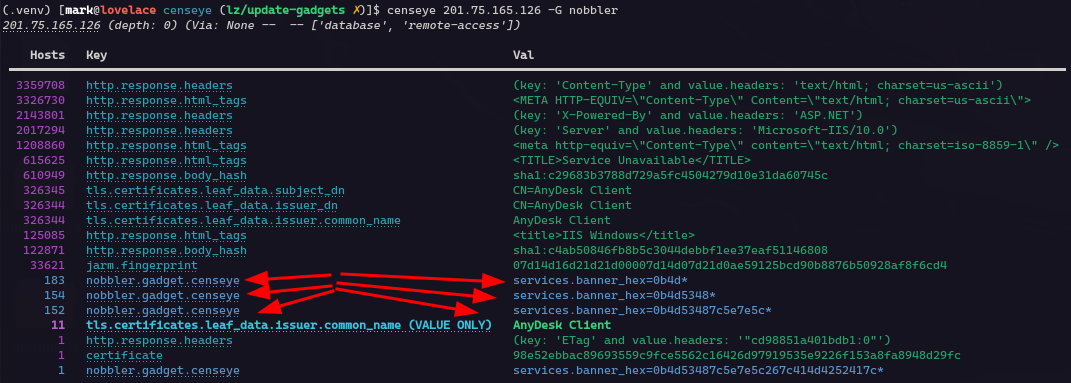 (.venv) [mark@lovelace censeye (lz/update-gadgets ✗)]$ censeye 201.75.165.126 -G nobbler
201.75.165.126 (depth: 0) (Via: None -- -- ['database', 'remote-access'])
Hosts Key Val
3359708 http.response.headers (key: 'Content-Type' and value.headers: 'text/html; charset=us-ascii')
3326730 http.response.html_tags <META HTTP-EQUIV=\"Content-Type\" Content=\"text/html; charset=us-ascii\">
2143801 http.response.headers (key: 'X-Powered-By' and value.headers: 'ASP.NET')
2017294 http.response.headers (key: 'Server' and value.headers: 'Microsoft-IIS/10.0')
1208860 http.response.html_tags <meta http-equiv=\"Content-Type\" content=\"text/html; charset=iso-8859-1\" />
615625 http.response.html_tags <TITLE>Service Unavailable</TITLE>
610949 http.response.body_hash sha1:c29683b3788d729a5fc4504279d10e31da60745c
326345 tls.certificates.leaf_data.subject_dn CN=AnyDesk Client
326344 tls.certificates.leaf_data.issuer_dn CN=AnyDesk Client
326344 tls.certificates.leaf_data.issuer.common_name AnyDesk Client
125085 http.response.html_tags <title>IIS Windows</title>
122871 http.response.body_hash sha1:c4ab50846fb8b5c3044debbf1ee37eaf51146808
33621 jarm.fingerprint 07d14d16d21d21d00007d14d07d21d0ae59125bcd90b8876b50928af8f6cd4
183 nobbler.gadget.censeye services.banner_hex=0b4d*
154 nobbler.gadget.censeye services.banner_hex=0b4d5348*
152 nobbler.gadget.censeye services.banner_hex=0b4d53487c5e7e5c*
11 tls.certificates.leaf_data.issuer.common_name (VALUE ONLY) AnyDesk Client
1 http.response.headers (key: 'ETag' and value.headers: '"cd98851a401bdb1:0"')
1 certificate 98e52ebbac89693559c9fce5562c16426d97919535e9226f153a8fa8948d29fc
1 nobbler.gadget.censeye services.banner_hex=0b4d53487c5e7e5c267c414d4252417c*